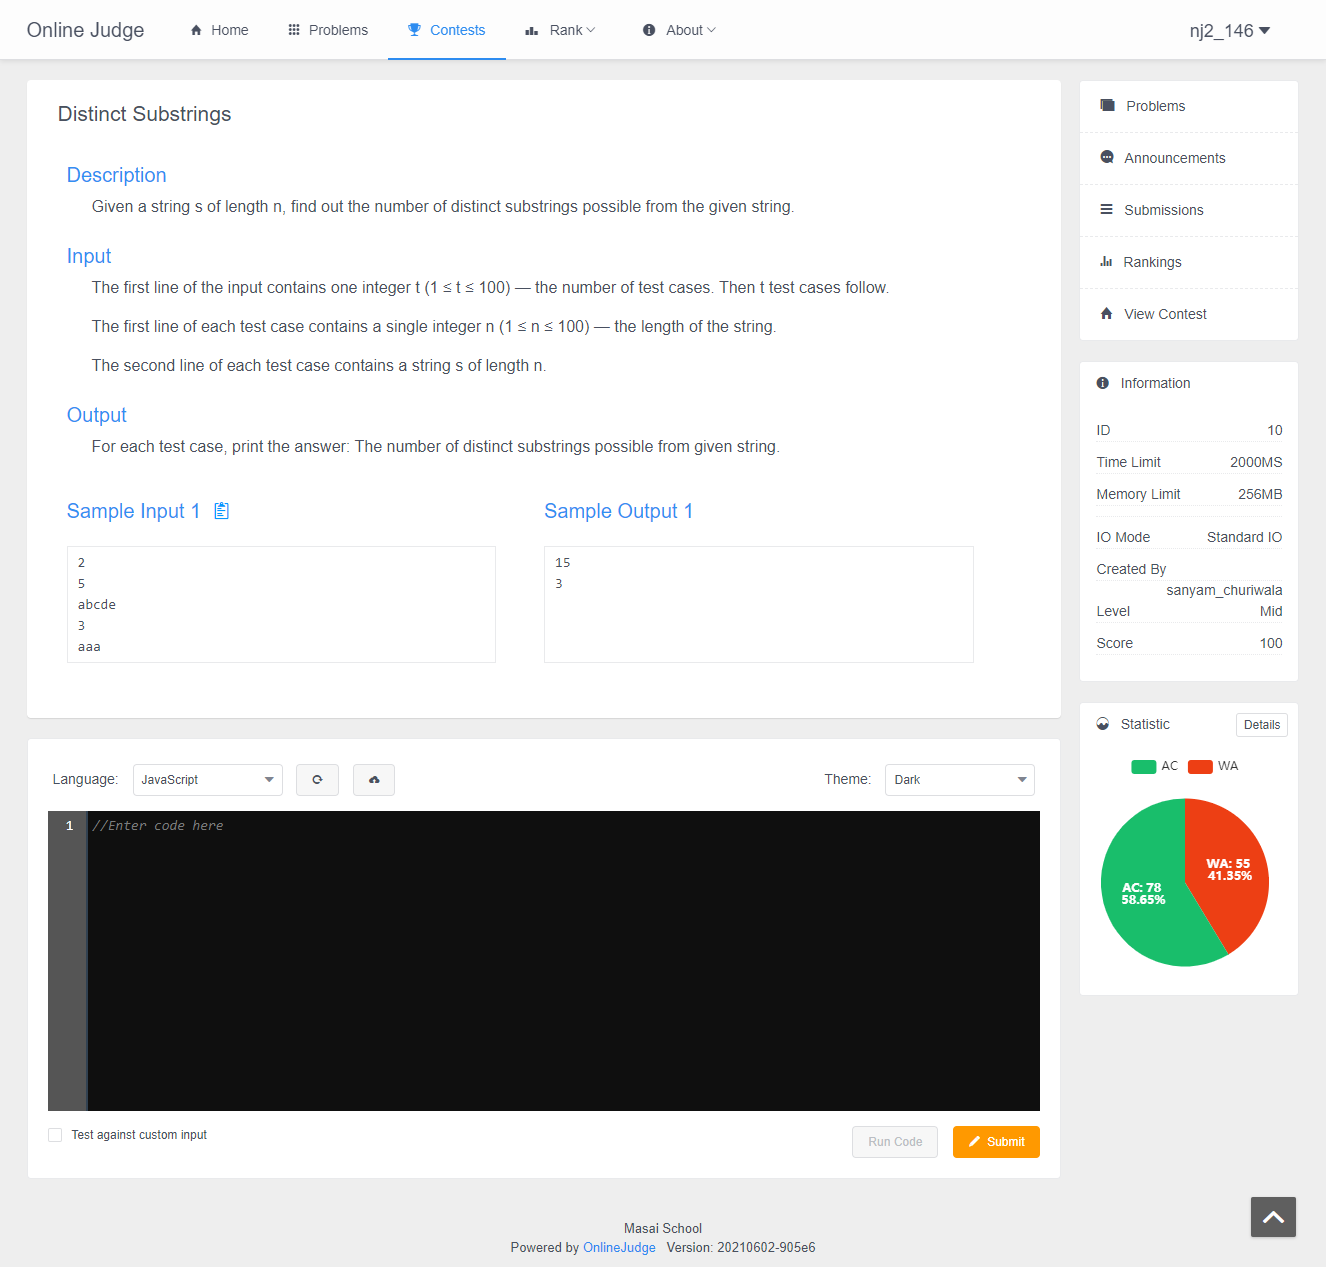 Online Judge
Home
Problems
Contests
Rank
About
nj2_146
Distinct Substrings
Description
Given a string s of length n, find out the number of distinct substrings possible from the given string.
Input
The first line of the input contains one integer t (1 ≤ t ≤ 100) — the number of test cases. Then t test cases follow.
The first line of each test case contains a single integer n (1 ≤ n ≤ 100) — the length of the string.
The second line of each test case contains a string s of length n.
Output
For each test case, print the answer: The number of distinct substrings possible from given string.
Sample Input 1
2
5
abcde
3
aaa
Sample Output 1
15
3
Language:
JavaScript
Theme:
Dark
1
//Enter code here
Test against custom input
Run Code
Submit
Problems
Announcements
Submissions
Rankings
View Contest
Information
ID 10
Time Limit 2000MS
Memory Limit 256MB
IO Mode Standard IO
Created By
sanyam_churiwala
Level Mid
Score 100
Statistic
Details
AC WA
WA: 55
41.35%
AC: 78
58.65%
Masai School
Powered by OnlineJudge Version: 20210602-905e6